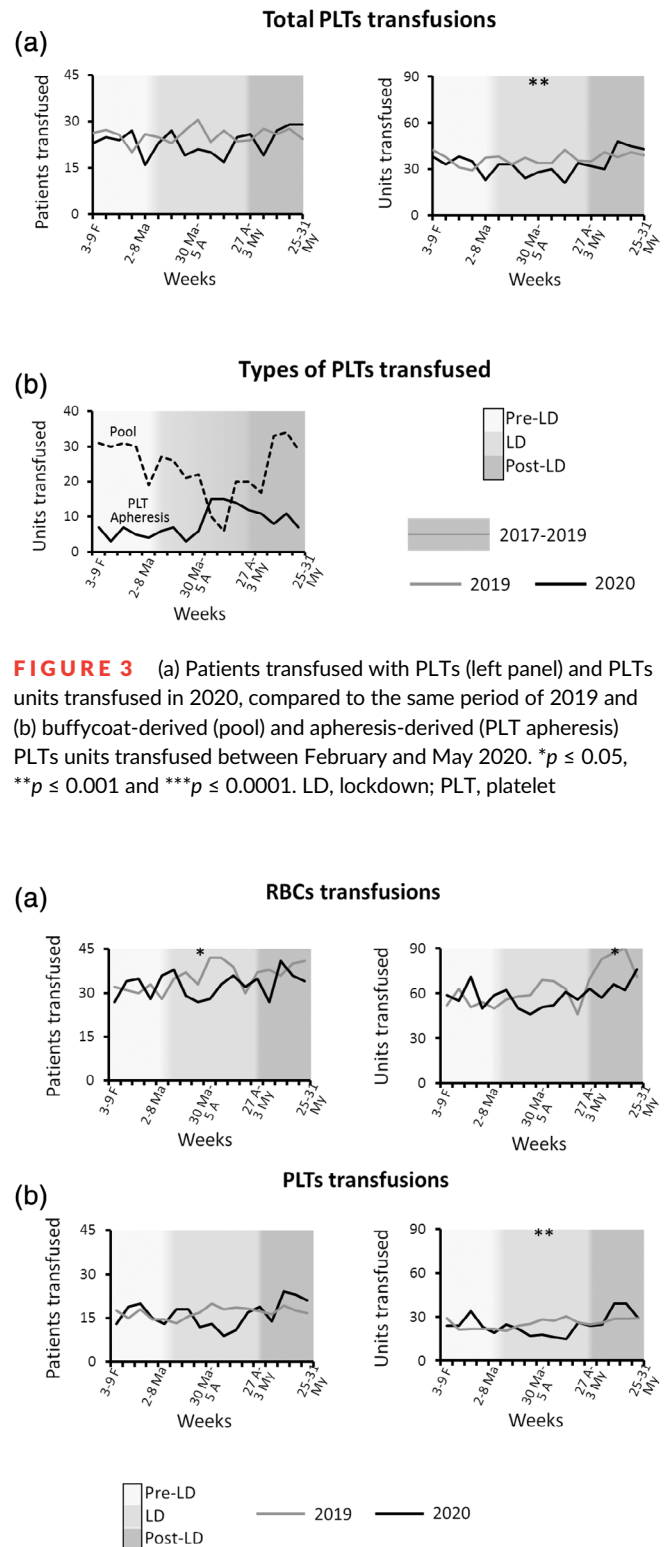 Total PLTs transfusions
(a)
Patients transfused
45
30
15
0
3-9 F
2-8 Ma
30 Ma-
5 A
27 A-
3 My
25-31
My
Weeks
Units transfused
90
**
60
30
0
3-9 F
2-8 Ma
30 Ma-
5 A
27 A-
3 My
25-31
My
Weeks
Types of PLTs transfused
(b)
Units transfused
40
30
20
10
0
Pool
PLT
Apheresis
3-9 F
2-8 Ma
30 Ma-
5 A
27 A-
3 My
25-31
My
Weeks
Pre-LD
LD
Post-LD
2017-2019
2019 2020
FIGURE 3 (a) Patients transfused with PLTs (left panel) and PLTs
units transfused in 2020, compared to the same period of 2019 and
(b) buffycoat-derived (pool) and apheresis-derived (PLT apheresis)
PLTs units transfused between February and May 2020. *p ≤ 0.05,
**p ≤ 0.001 and ***p ≤ 0.0001. LD, lockdown; PLT, platelet
RBCs transfusions
(a)
Patients transfused
45
*
30
15
0
3-9 F
2-8 Ma
30 Ma-
5 A
27 A-
3 My
25-31
My
Weeks
Units transfused
90
*
60
30
0
3-9 F
2-8 Ma
30 Ma-
5 A
27 A-
3 My
25-31
My
Weeks
PLTs transfusions
(b)
Patients transfused
45
30
15
0
3-9 F
2-8 Ma
30 Ma-
5 A
27 A-
3 My
25-31
My
Weeks
Units transfused
90
**
60
30
0
3-9 F
2-8 Ma
30 Ma-
5 A
27 A-
3 My
25-31
My
Weeks
Pre-LD
LD
Post-LD
2019 2020